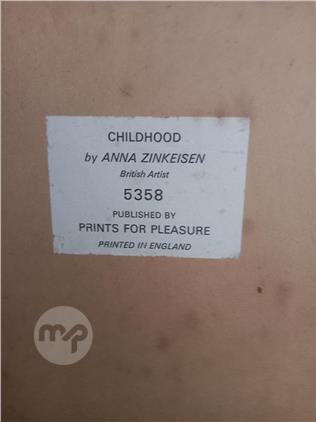 CHILDHOOD
by ANNA ZINKEISEN
British Artist
5358
PUBLISHED BY
PRINTS FOR PLEASURE
PRINTED IN ENGLAND
mp